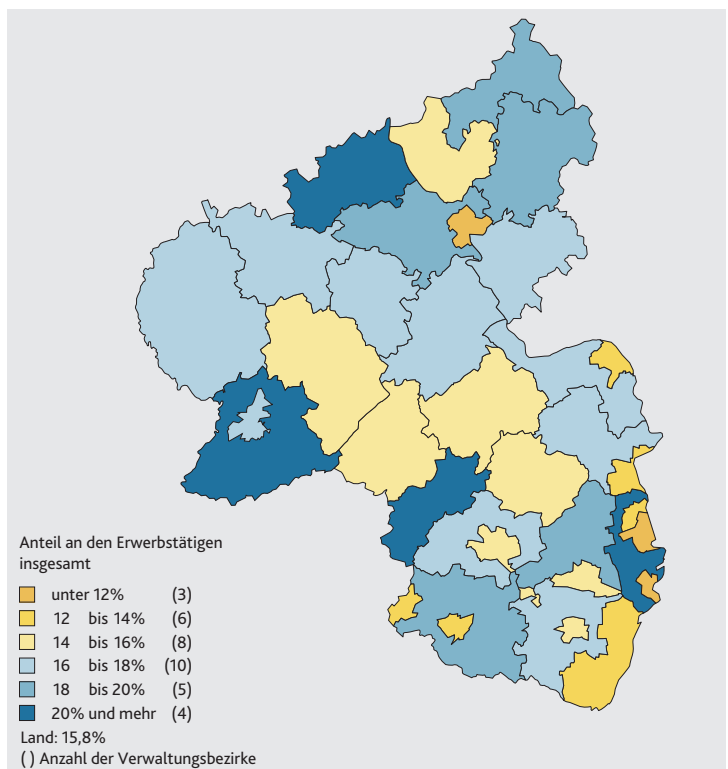 Anteil an den Erwerbstätigen
insgesamt
unter 12% (3)
12 bis 14% (6)
14 bis 16% (8)
16 bis 18% (10)
18 bis 20% (5)
20% und mehr (4)
Land: 15,8%
( ) Anzahl der Verwaltungsbezirke